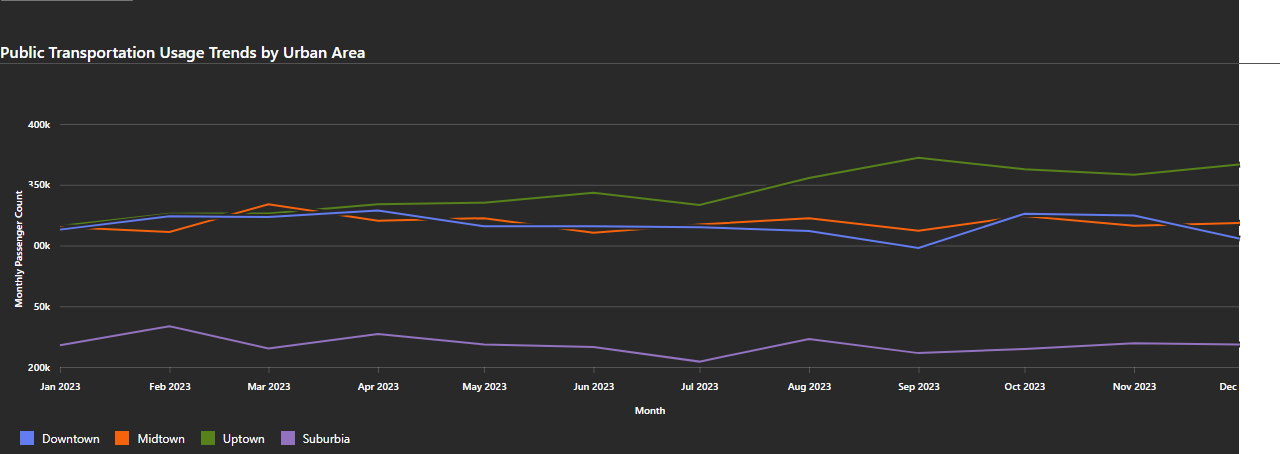 Public Transportation Usage Trends by Urban Area
400k
350k
00k
50k
200k
Monthly Passenger Count
Jan 2023 Feb 2023 Mar 2023 Apr 2023 May 2023 Jun 2023 Jul 2023 Aug 2023 Sep 2023 Oct 2023 Nov 2023 Dec
Month
Downtown Midtown Uptown Suburbia